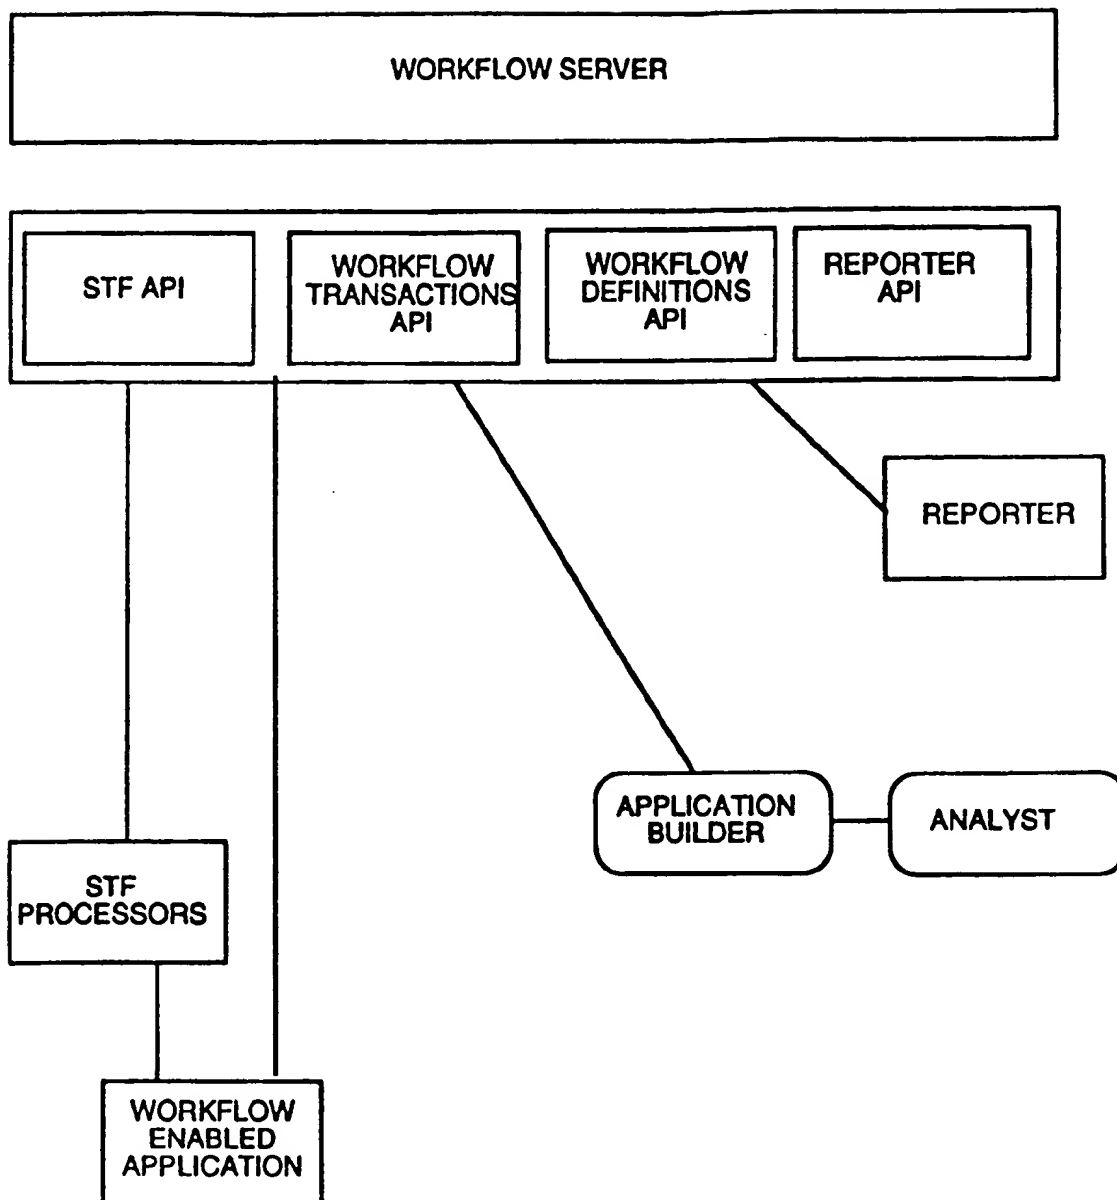 WORKFLOW SERVER
STF API
WORKFLOW
TRANSACTIONS
API
WORKFLOW
DEFINITIONS
API
REPORTER
API
REPORTER
APPLICATION
BUILDER
ANALYST
STF
PROCESSORS
WORKFLOW
ENABLED
APPLICATION